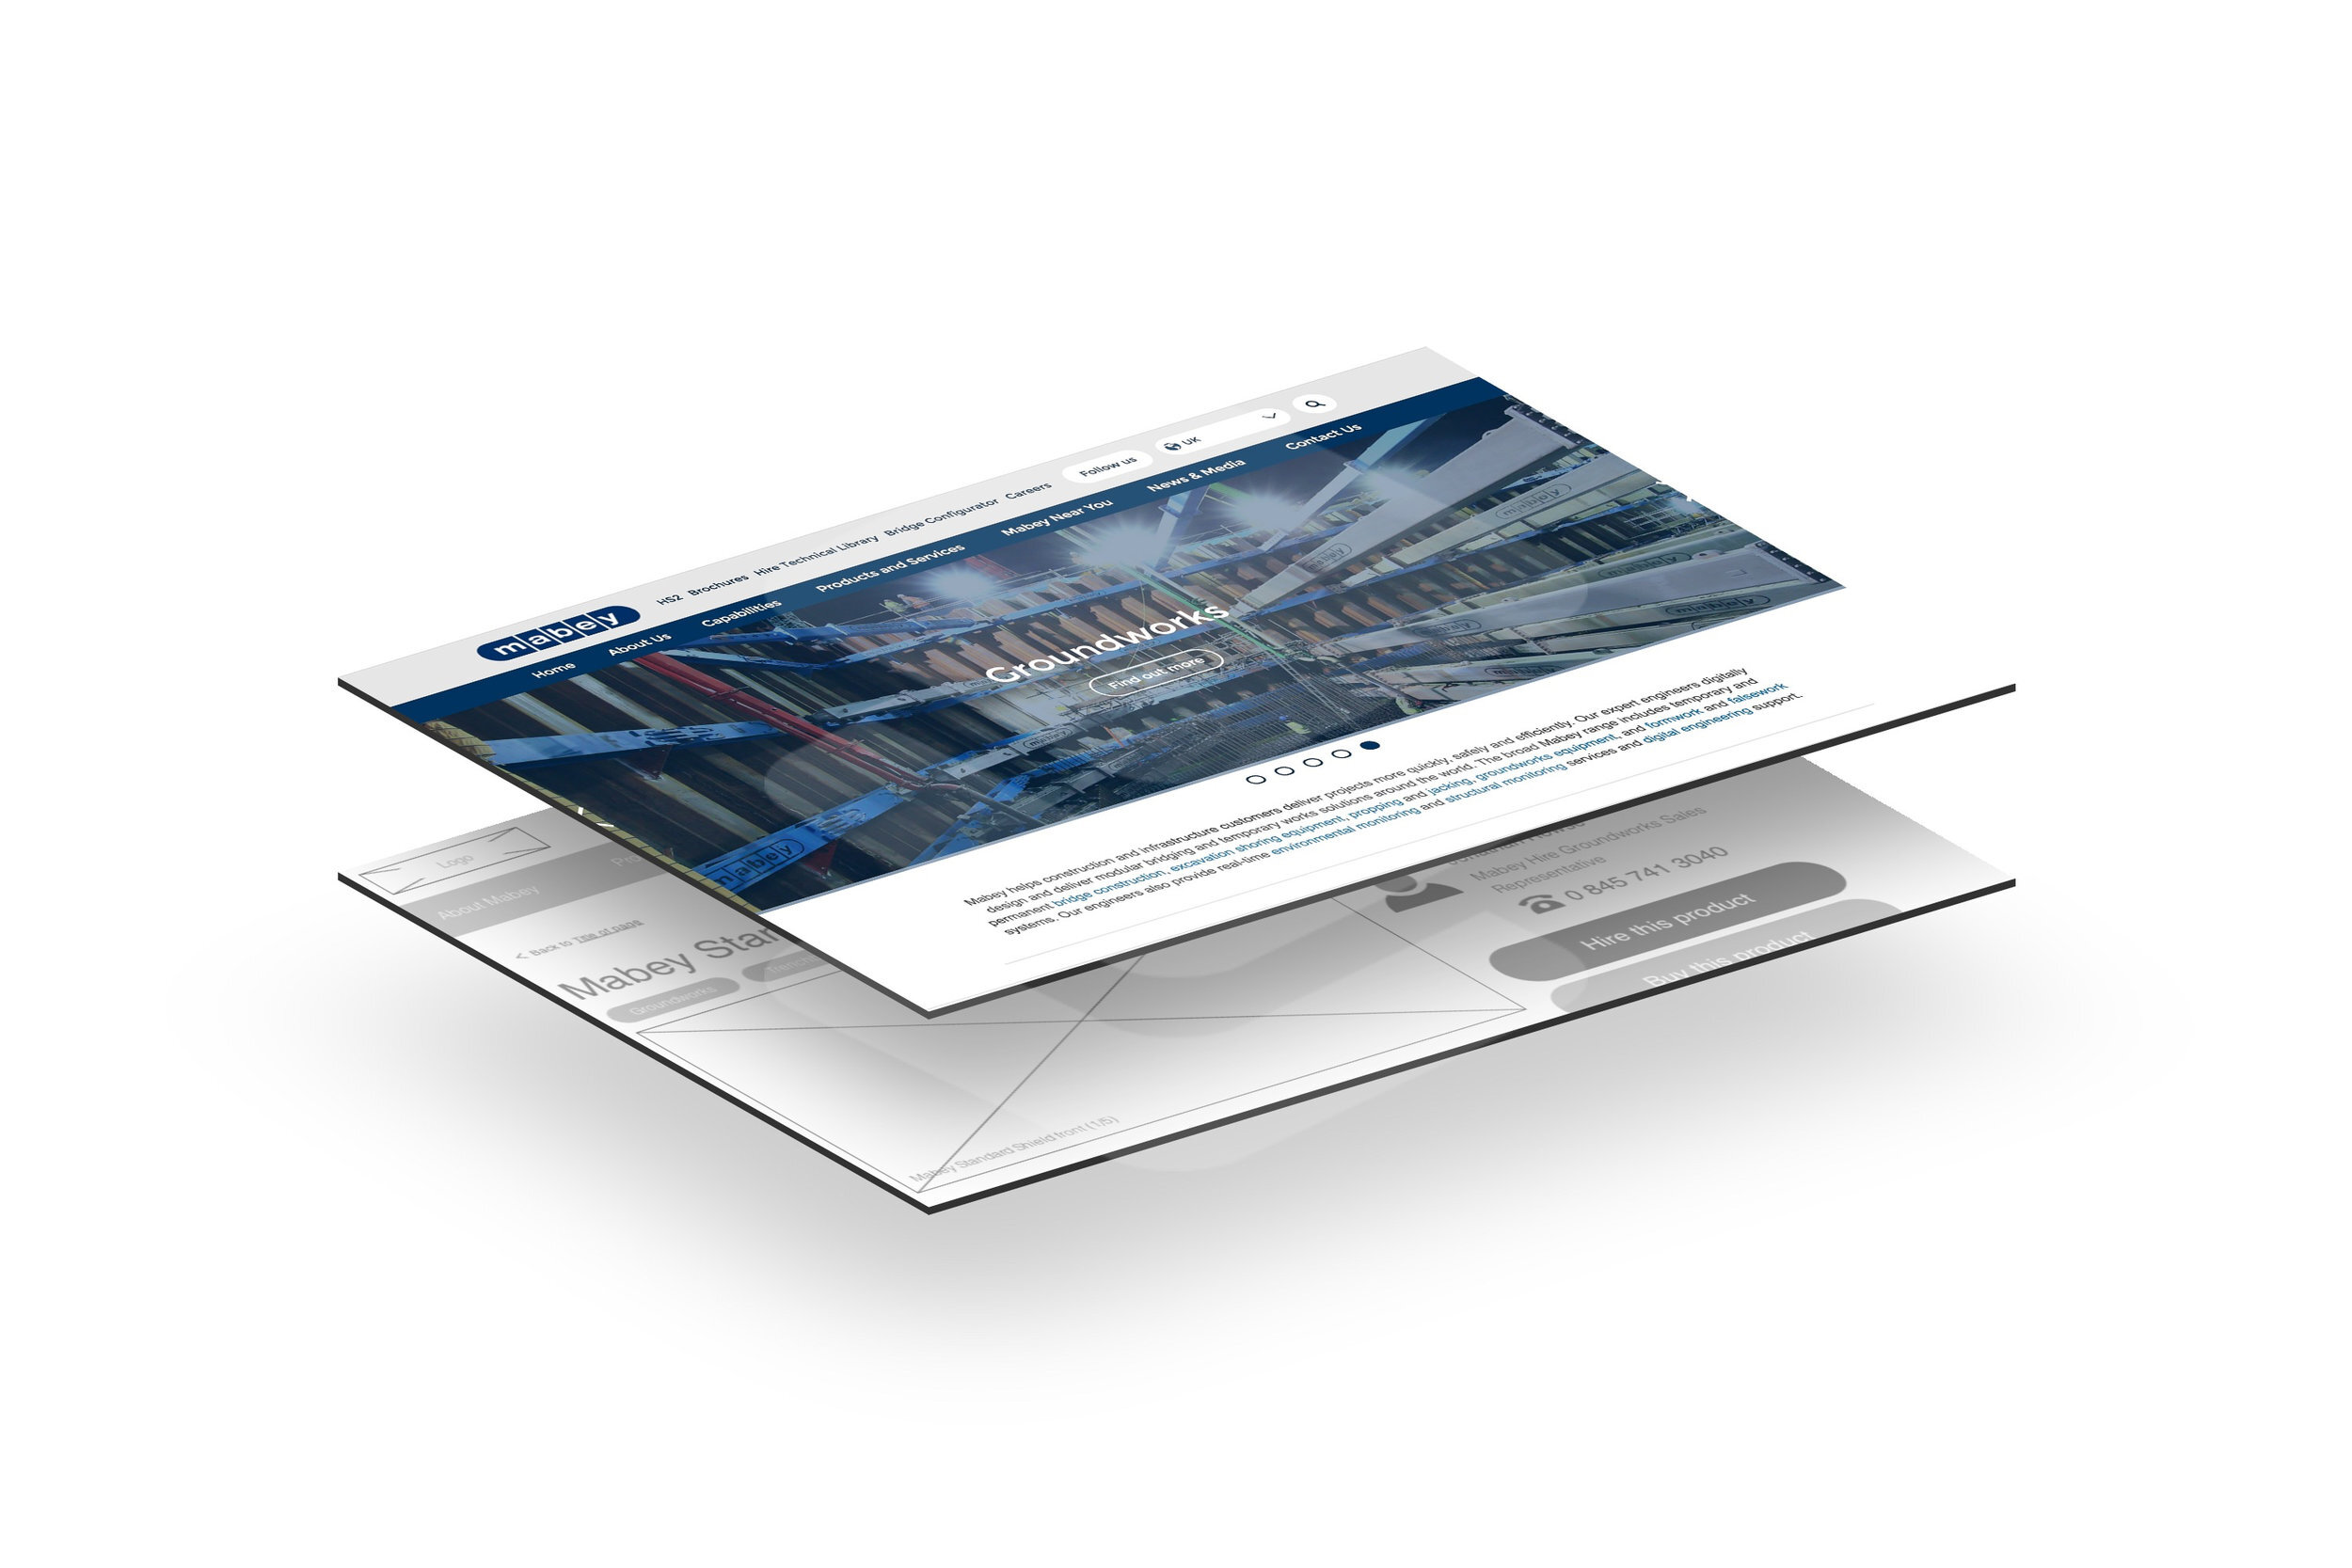 mabey
HS2 Brochures Hire Technical Library Bridge Configurator Careers
Follow us
UK
Home About Us Capabilities Products and Services Mabey Near You News & Media Contact Us
Groundworks
Find out more
mabey
Mabey helps construction and infrastructure customers deliver projects more quickly, safely and efficiently. Our expert engineers digitally
design and deliver modular bridging and temporary works solutions around the world. The broad Mabey range includes temporary and
permanent bridge construction, excavation shoring equipment, propping and jacking, groundworks equipment, and formwork and falsework
systems. Our engineers also provide real-time environmental monitoring and structural monitoring services and digital engineering support.
Logo
About Mabey
< Back to Title of page
Mabey
Groundworks
Mabey Standard Shield front (1/5)
Mabey Hire Groundworks Sales
Representative
0 845 741 3040
Hire this product
Buy this product